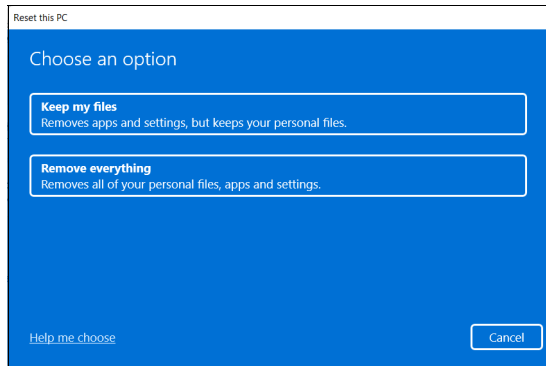 Reset this PC
Choose an option
Keep my files
Removes apps and settings, but keeps your personal files.
Remove everything
Removes all of your personal files, apps and settings.
Help me choose
Cancel